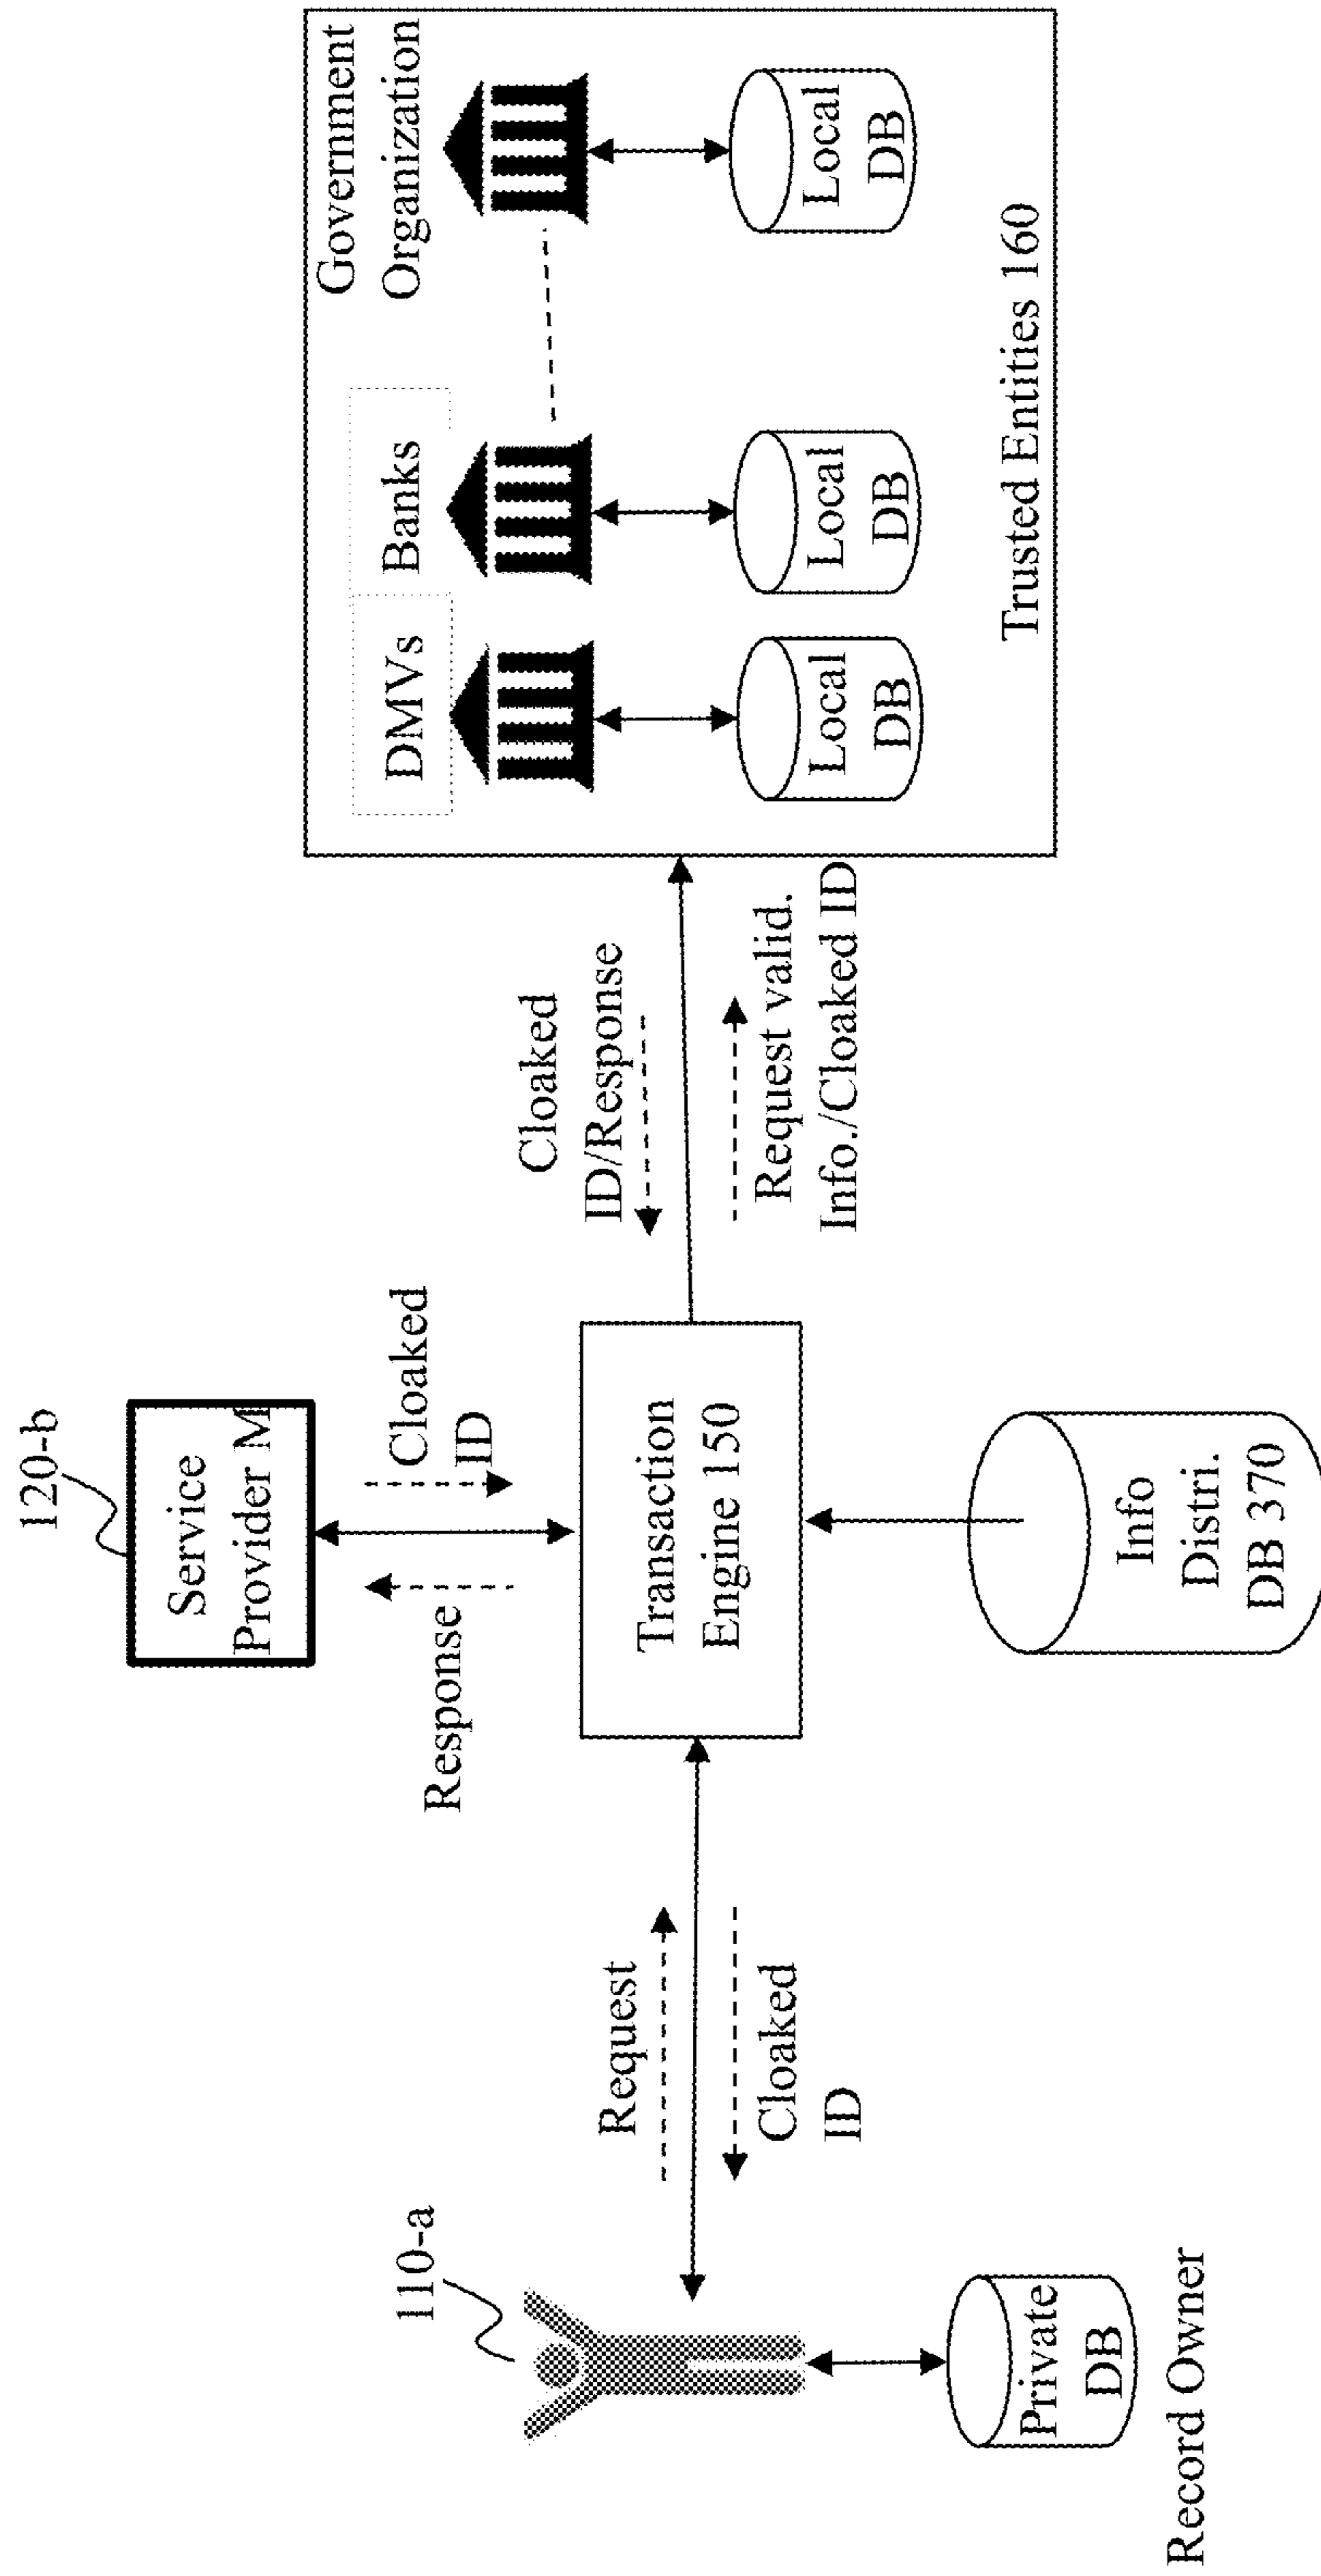 120-b
Service
Provider M
Response
Cloaked
ID
110-a
Request
Cloaked
ID
Private
DB
Record Owner
Transaction
Engine 150
Info
Distri.
DB 370
Cloaked
ID/Response
Request valid.
Info./Cloaked ID
DMVs
Banks
Government
Organization
Local
DB
Local
DB
Local
DB
Trusted Entities 160